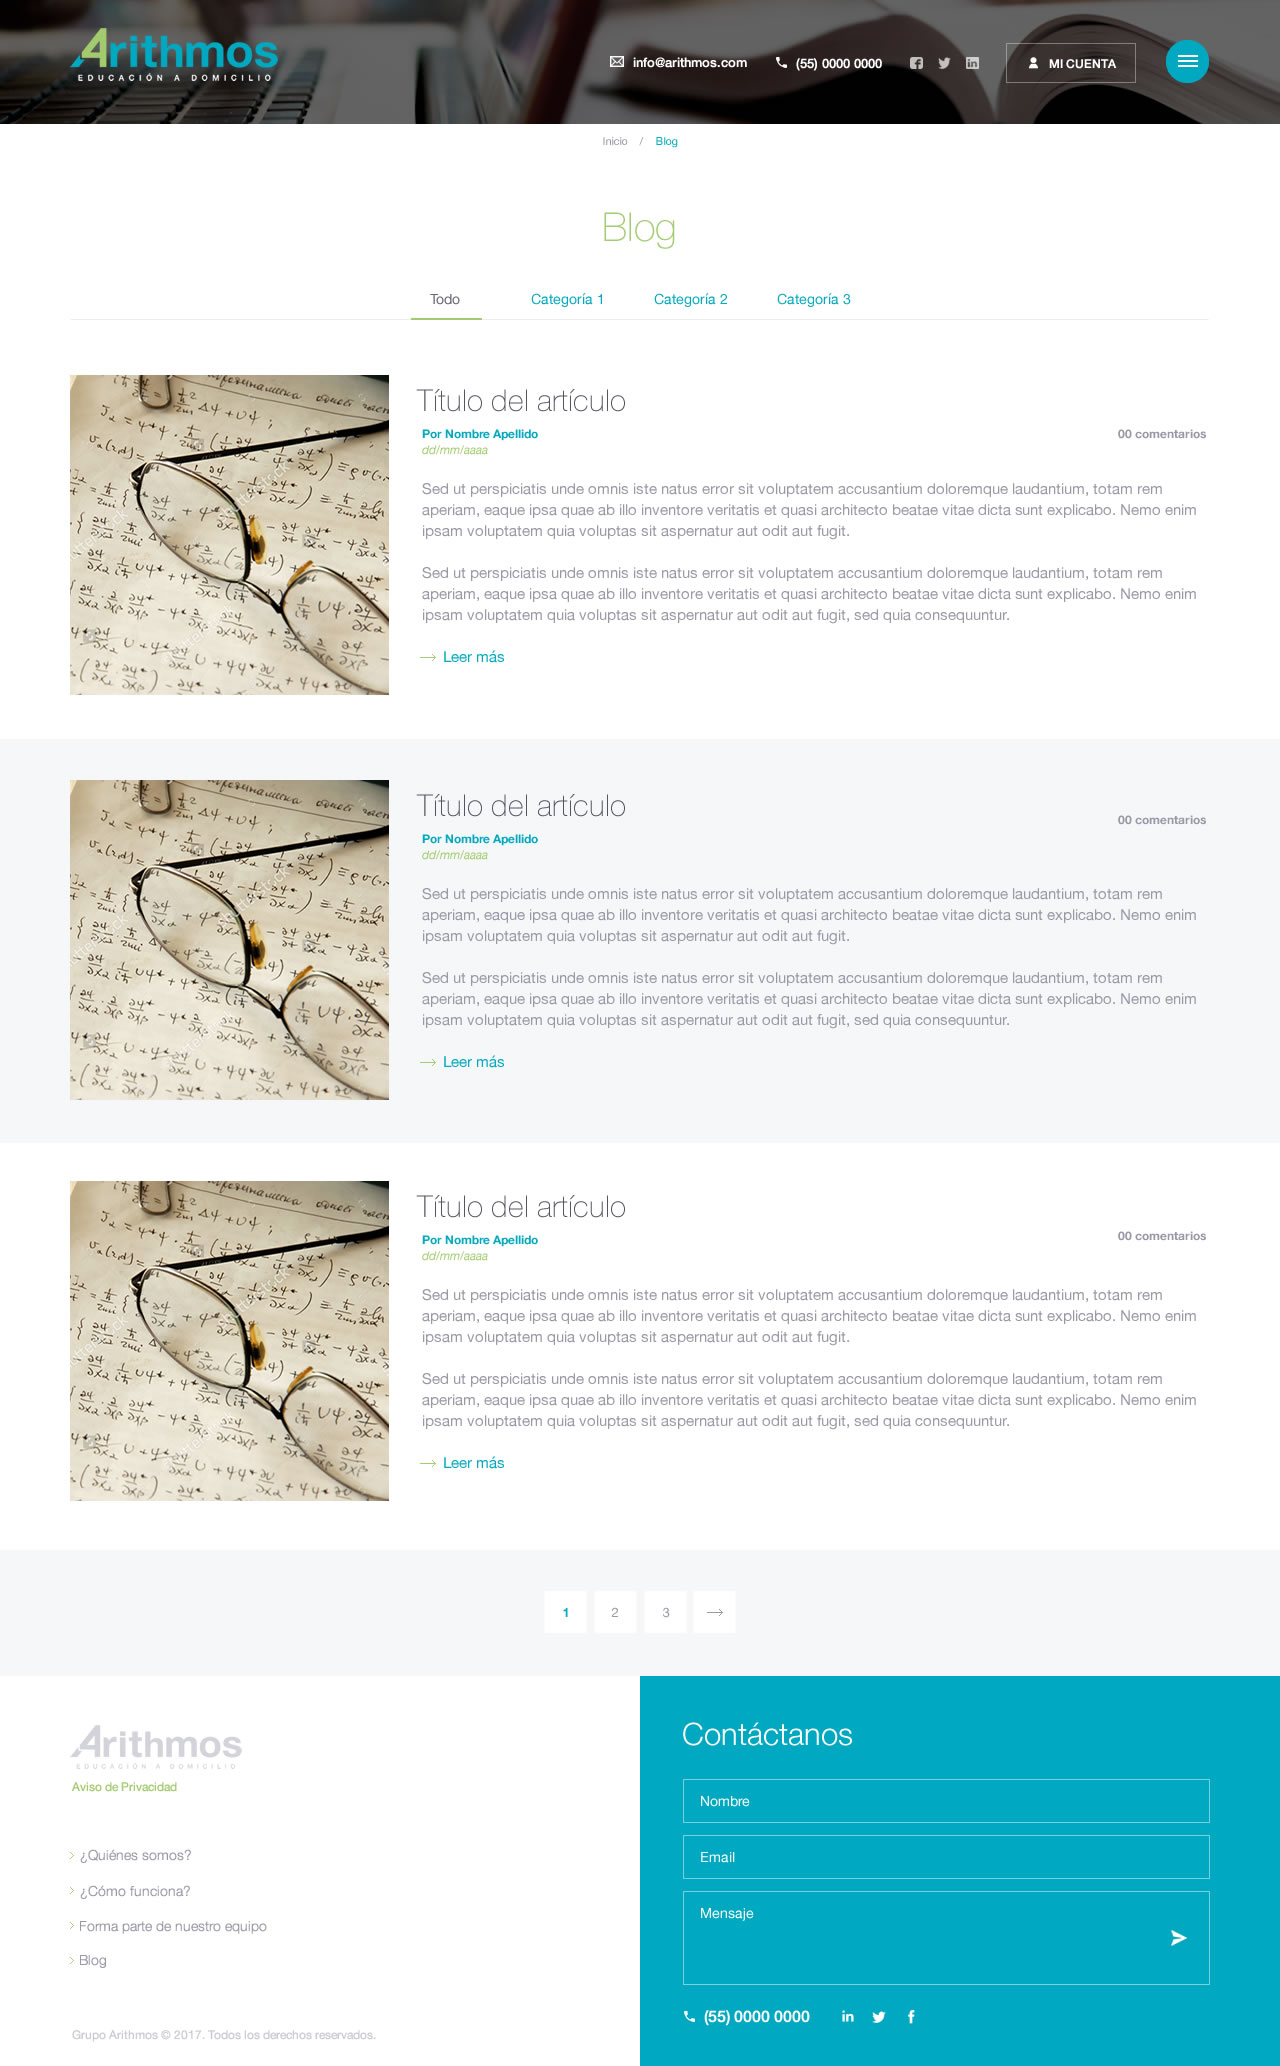 Arithmos
EDUCACIÓN A DOMICILIO
info@arithmos.com
(55) 0000 0000
MI CUENTA
Inicio / Blog
Blog
Todo
Categoría 1
Categoría 2
Categoría 3
Título del artículo
Por Nombre Apellido
00 comentarios
dd/mm/aaaa
Sed ut perspiciatis unde omnis iste natus error sit voluptatem accusantium doloremque laudantium, totam rem
aperiam, eaque ipsa quae ab illo inventore veritatis et quasi architecto beatae vitae dicta sunt explicabo. Nemo enim
ipsam voluptatem quia voluptas sit aspernatur aut odit aut fugit.
Sed ut perspiciatis unde omnis iste natus error sit voluptatem accusantium doloremque laudantium, totam rem
aperiam, eaque ipsa quae ab illo inventore veritatis et quasi architecto beatae vitae dicta sunt explicabo. Nemo enim
ipsam voluptatem quia voluptas sit aspernatur aut odit aut fugit, sed quia consequuntur.
Leer más
Título del artículo
00 comentarios
Por Nombre Apellido
dd/mm/aaaa
Sed ut perspiciatis unde omnis iste natus error sit voluptatem accusantium doloremque laudantium, totam rem
aperiam, eaque ipsa quae ab illo inventore veritatis et quasi architecto beatae vitae dicta sunt explicabo. Nemo enim
ipsam voluptatem quia voluptas sit aspernatur aut odit aut fugit.
Sed ut perspiciatis unde omnis iste natus error sit voluptatem accusantium doloremque laudantium, totam rem
aperiam, eaque ipsa quae ab illo inventore veritatis et quasi architecto beatae vitae dicta sunt explicabo. Nemo enim
ipsam voluptatem quia voluptas sit aspernatur aut odit aut fugit, sed quia consequuntur.
Leer más
Título del artículo
00 comentarios
Por Nombre Apellido
dd/mm/aaaa
Sed ut perspiciatis unde omnis iste natus error sit voluptatem accusantium doloremque laudantium, totam rem
aperiam, eaque ipsa quae ab illo inventore veritatis et quasi architecto beatae vitae dicta sunt explicabo. Nemo enim
ipsam voluptatem quia voluptas sit aspernatur aut odit aut fugit.
Sed ut perspiciatis unde omnis iste natus error sit voluptatem accusantium doloremque laudantium, totam rem
aperiam, eaque ipsa quae ab illo inventore veritatis et quasi architecto beatae vitae dicta sunt explicabo. Nemo enim
ipsam voluptatem quia voluptas sit aspernatur aut odit aut fugit, sed quia consequuntur.
Leer más
1
2
3
Arithmos
EDUCACIÓN A DOMICILIO
Aviso de Privacidad
¿Quiénes somos?
¿Cómo funciona?
Forma parte de nuestro equipo
Blog
Grupo Arithmos © 2017. Todos los derechos reservados.
Contáctanos
Nombre
Email
Mensaje
(55) 0000 0000